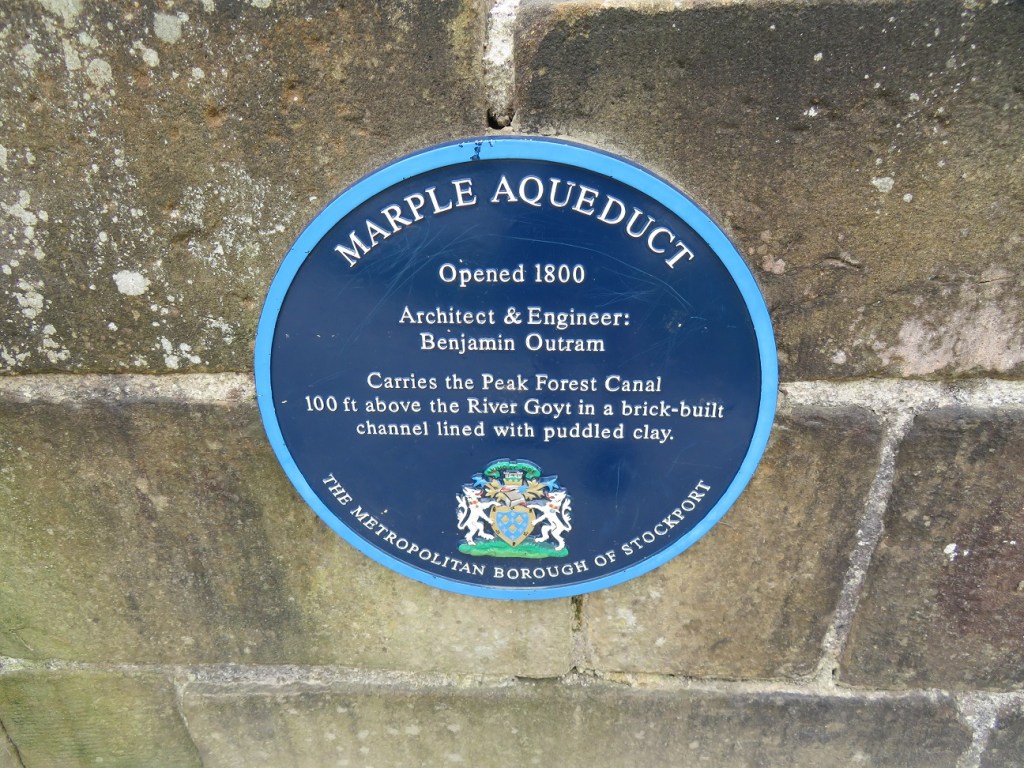 MARPLE AQUEDUCT
Opened 1800
Architect & Engineer:
Benjamin Outram
Carries the Peak Forest Canal
100 ft above the River Goyt in a brick-built
channel lined with puddled clay.
THE METROPOLITAN BOROUGH OF STOCKPORT